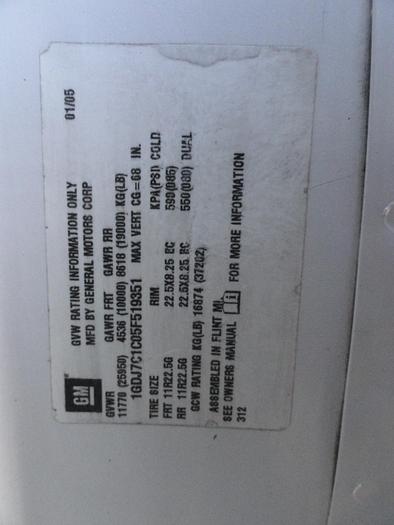 GM
GVW RATING INFORMATION ONLY 01/05
MFD BY GENERAL MOTORS CORP
GVWR GAWR FRT GAWR RR
11770 (25950) 4536 (10000) 8618 (19000) KG(LB)
1GDJ7C1C05F519351 MAX VERT CG=68 IN.
TIRE SIZE RIM KPA(PSI) COLD
FRT 11R22.5G 22.5X8.25 EC 590(085)
RR 11R22.5G 22.5X8.25 EC 550(080) DUAL
GCW RATING KG(LB) 16874 (37202)
ASSEMBLED IN FLINT MI.
SEE OWNERS MANUAL i FOR MORE INFORMATION
312